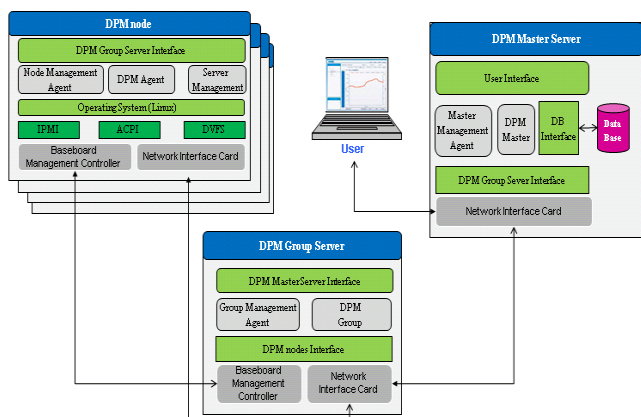 DPM node
DPM Group Server Interface
Node Management
Agent
DPM Agent
Server
Management
Operating System (Linux)
IPMI
ACPI
DVFS
Baseboard
Management Controller
Network Interface Card
User
DPM Master Server
User Interface
Master
Management
Agent
DPM
Master
DB
Interface
Data
Base
DPM Group Sever Interface
Network Interface Card
DPM Group Server
DPM MasterServer Interface
Group Management
Agent
DPM
Group
DPM nodes Interface
Baseboard
Management
Controller
Network
Interface Card